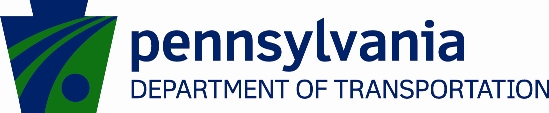 pennsylvania
DEPARTMENT OF TRANSPORTATION